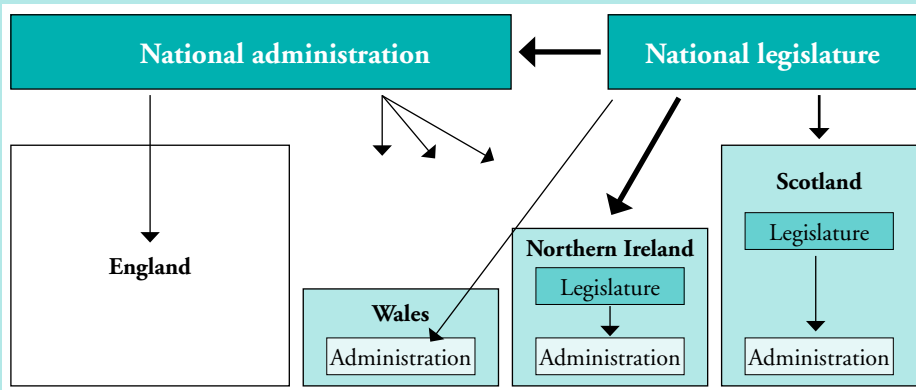 National administration
National legislature
England
Wales
Administration
Northern Ireland
Legislature
Administration
Scotland
Legislature
Administration